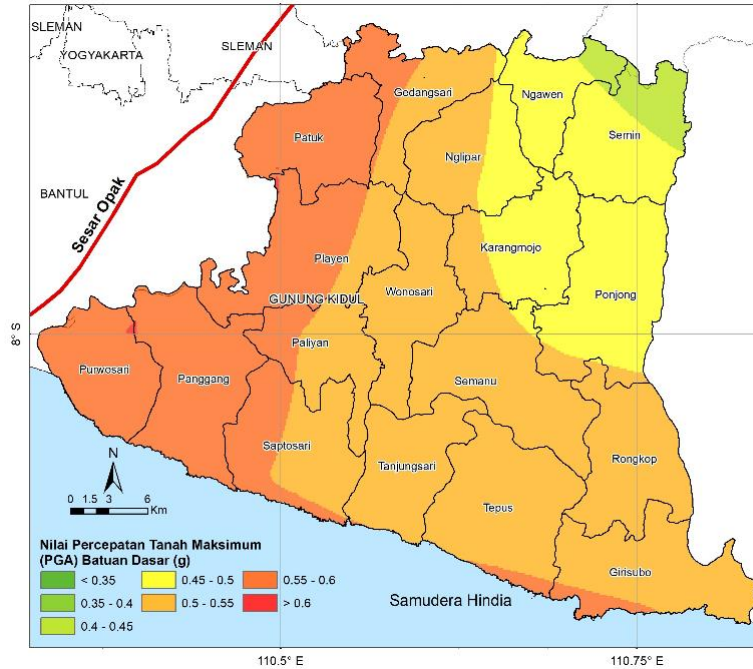 SLEMAN
SLEMAN
YOGYAKARTA
Gedangsari
Ngawen
Patuk
Semin
Nglipar
BANTUL
Sesar Opak
Karangmojo
Playen
Wonosari
Ponjong
GUNUNG KIDUL
8° S
Paliyan
Purwosari
Panggang
Semanu
Saptosari
Tanjungsari
Rongkop
N
0 1.5 3 6
Km
Tepus
Girisubo
Nilai Percepatan Tanah Maksimum
(PGA) Batuan Dasar (g)
< 0.35
0.45 - 0.5
0.55 - 0.6
0.35 - 0.4
0.5 - 0.55
> 0.6
0.4 - 0.45
Samudera Hindia
110.5° E
110.75° E